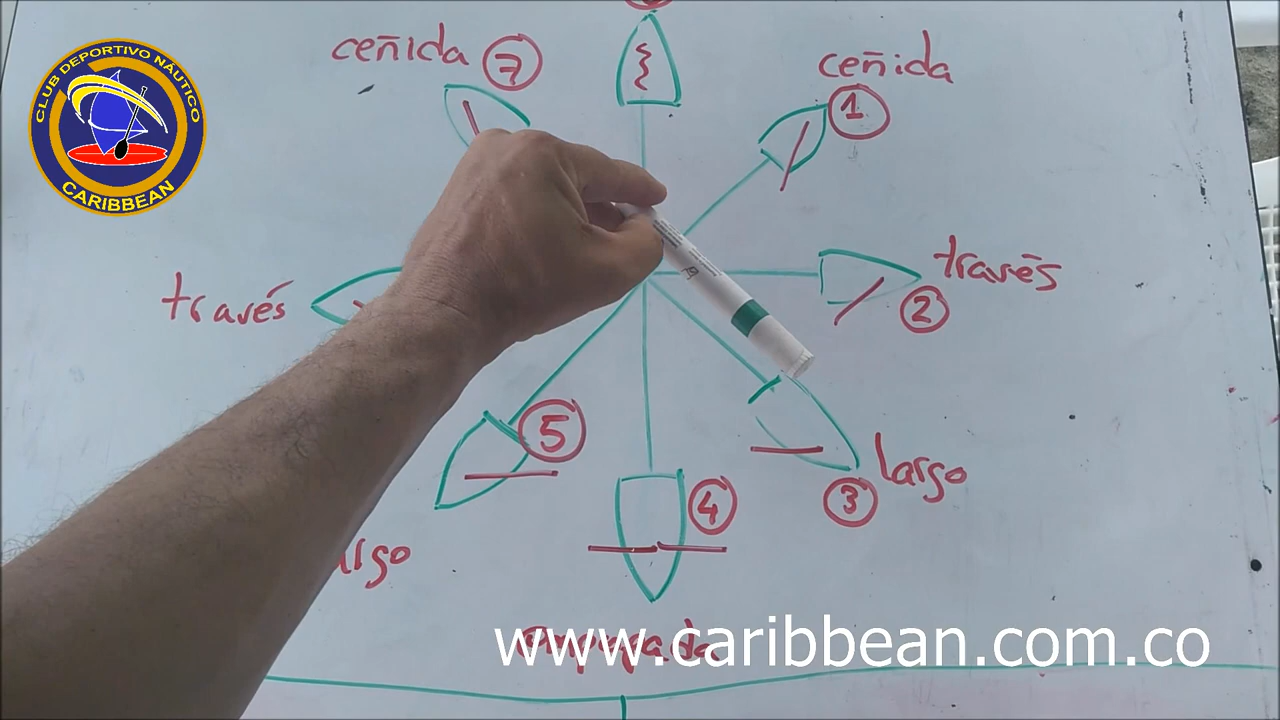 CLUB DEPORTIVO NÁUTICO
CARIBBEAN
ceñida 7
ceñida
1
través
través
2
5
largo
3
4
www.caribbean.com.co